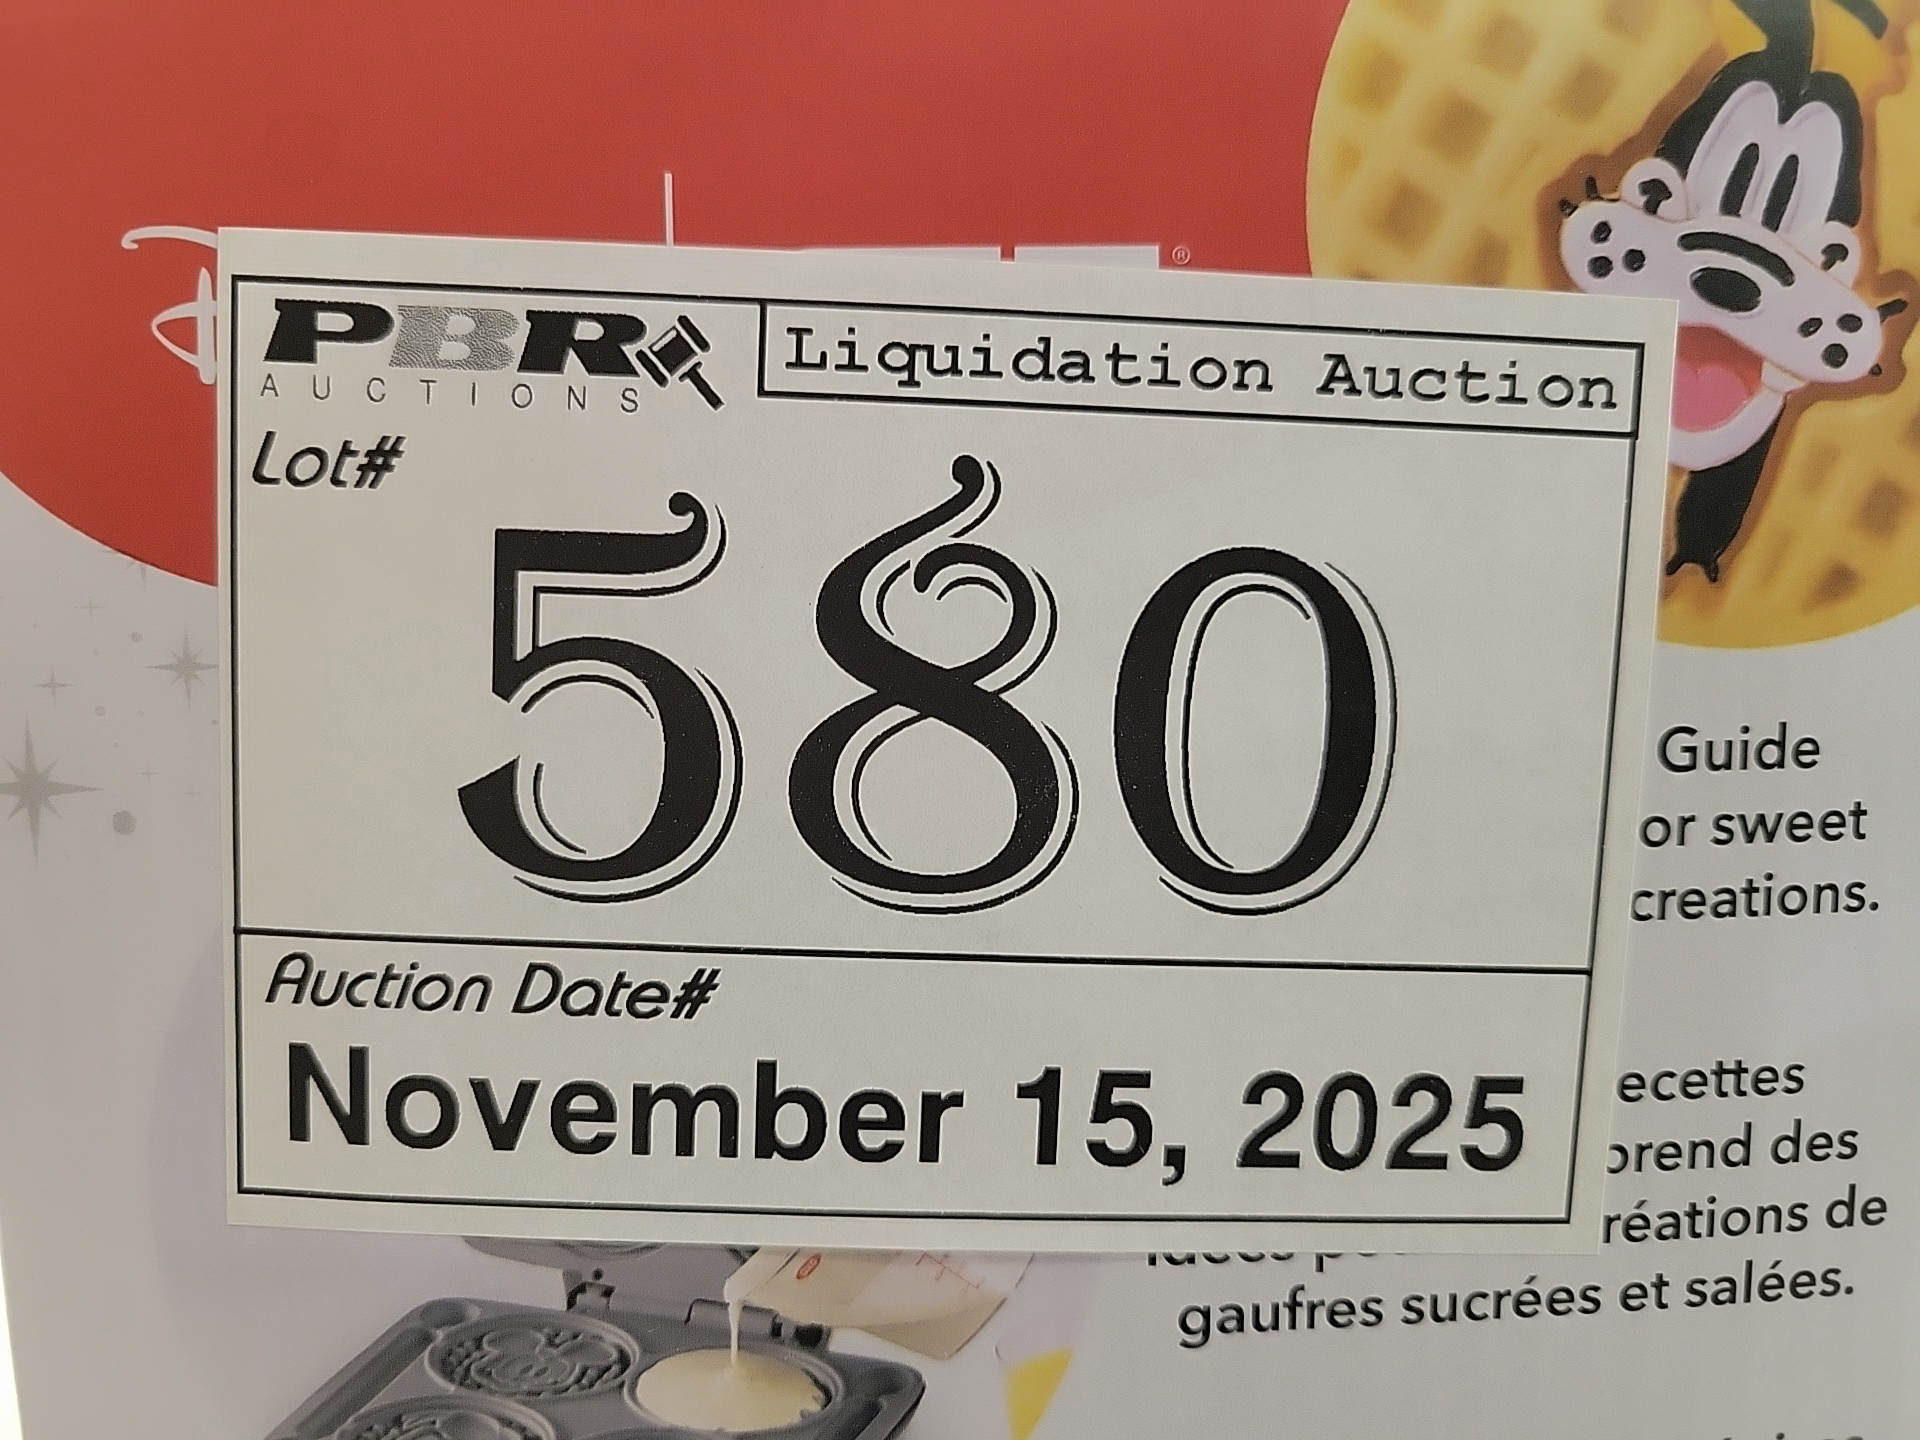 ®
PBR
AUCTIONS
Liquidation Auction
Lot#
580
Auction Date#
November 15, 2025
Guide
or sweet
creations.
ecettes
prend des
réations de
gaufres sucrées et salées.